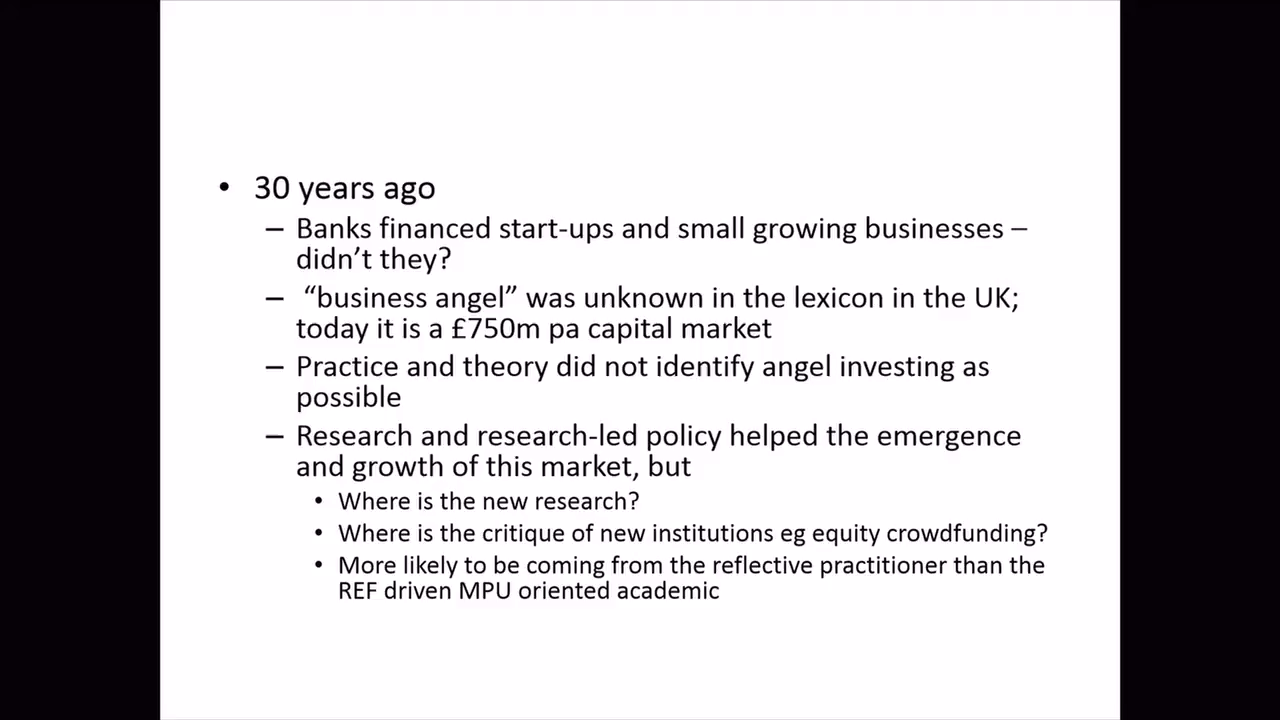 • 30 years ago
– Banks financed start-ups and small growing businesses –
didn’t they?
– “business angel” was unknown in the lexicon in the UK;
today it is a £750m pa capital market
– Practice and theory did not identify angel investing as
possible
– Research and research-led policy helped the emergence
and growth of this market, but
• Where is the new research?
• Where is the critique of new institutions eg equity crowdfunding?
• More likely to be coming from the reflective practitioner than the
REF driven MPU oriented academic